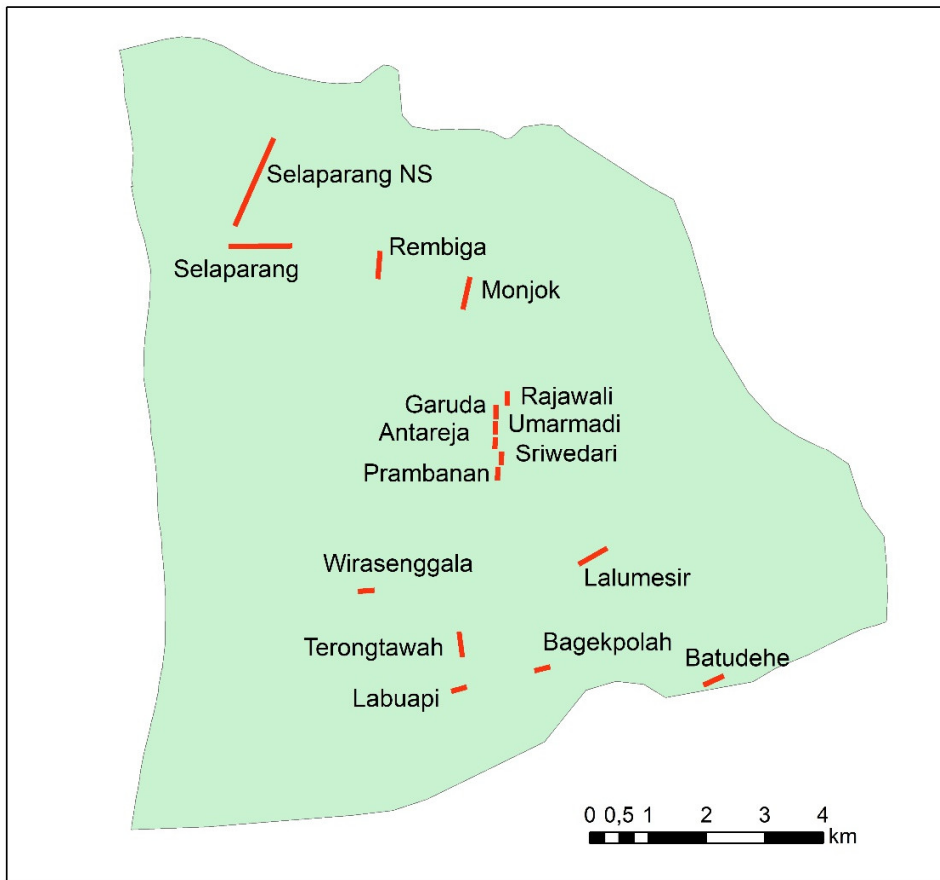 Selaparang NS
Selaparang
Rembiga
Monjok
Rajawali
Garuda
Umarmadi
Antareja
Sriwedari
Prambanan
Wirasenggala
Lalumesir
Terongtawah
Bagekpolah
Batudehe
Labuapi
0 0,5 1 2 3 4
km